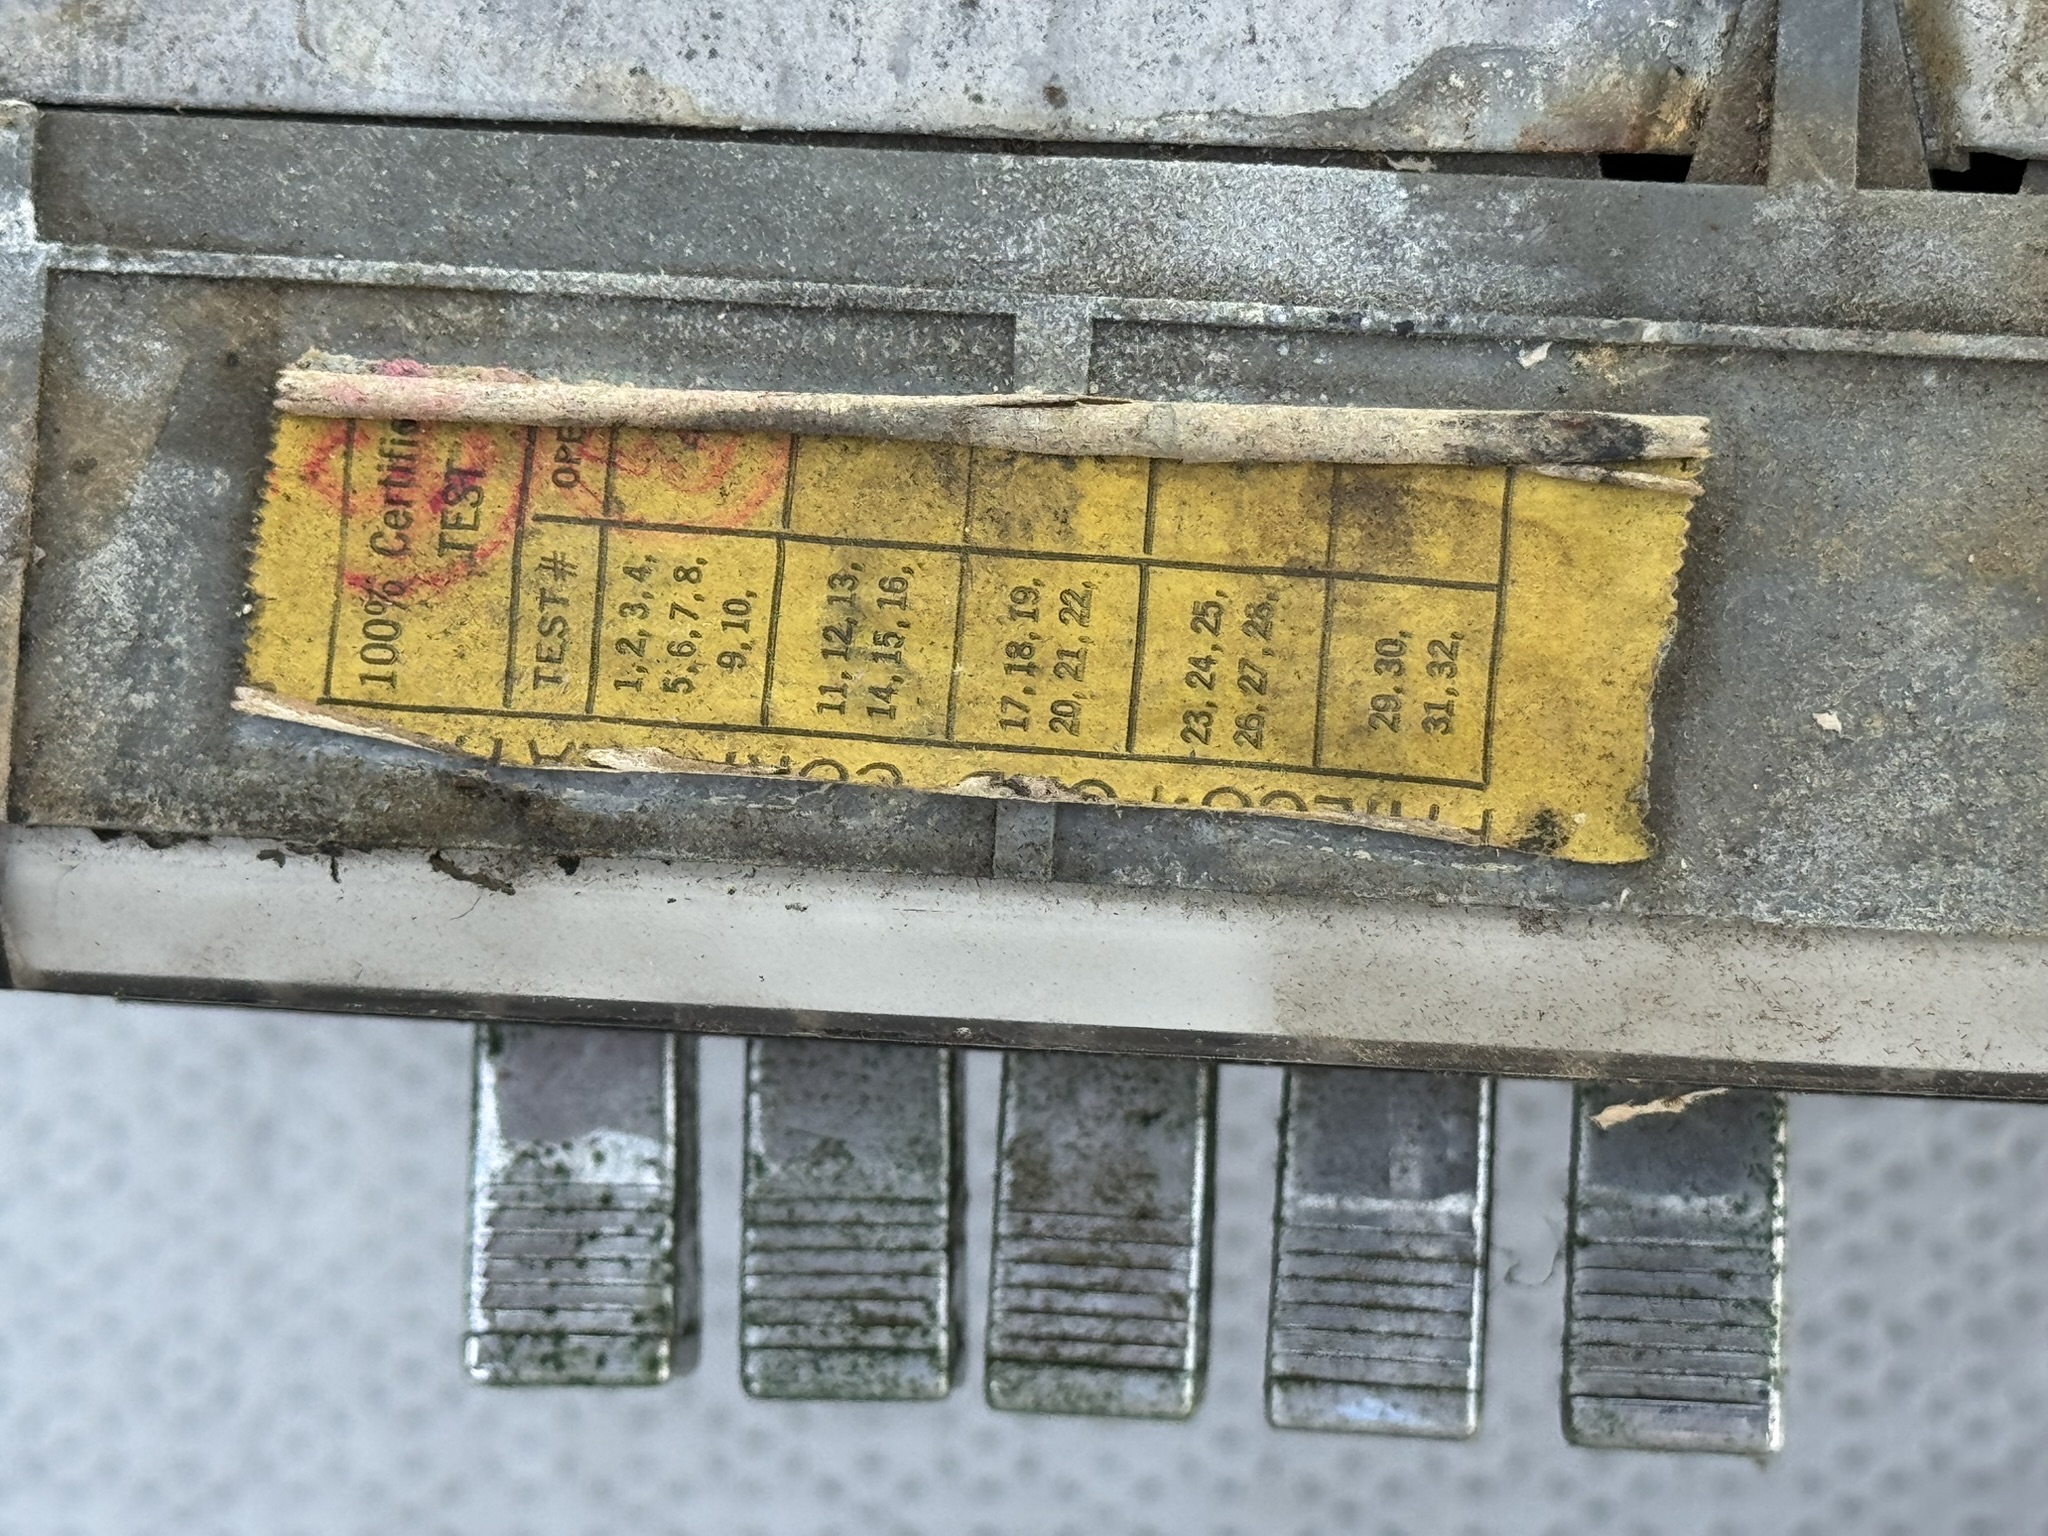 100% Certifie
TEST
TEST # OPE
1, 2, 3, 4,
5, 6, 7, 8,
9, 10,
11, 12, 13,
14, 15, 16,
17, 18, 19,
20, 21, 22,
23, 24, 25,
26, 27, 28,
29, 30,
31, 32,